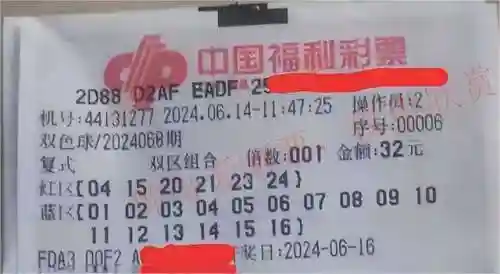 中国福利彩票
2D88 D2AF EADF 29
机号:44131277 2024.06.14-11:47:25 操作员:2
双色球/2024068期 序号:00006
复式 双区组合 倍数:001 金额:32元
红区[04 15 20 21 23 24]
蓝区[01 02 03 04 05 06 07 08 09 10
11 12 13 14 15 16]
FDA3 D0F2 奖日:2024-06-16